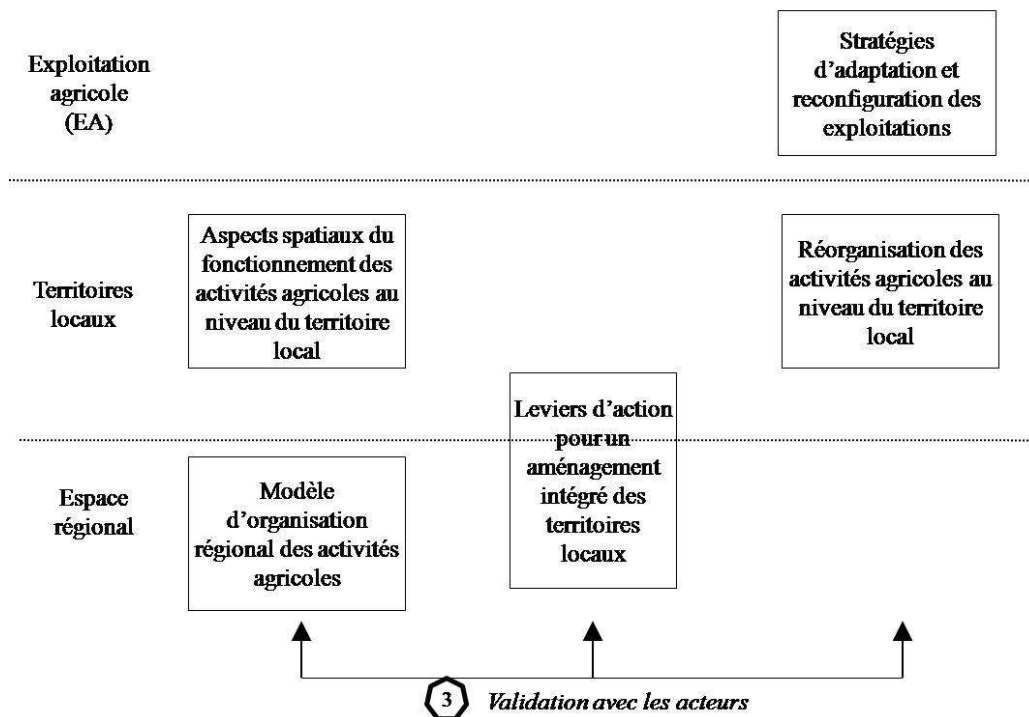 Exploitation
agricole
(EA)
Stratégies
d'adaptation et
reconfiguration des
exploitations
Territoires
locaux
Aspects spatiaux du
fonctionnement des
activités agricoles au
niveau du territoire
local
Réorganisation des
activités agricoles au
niveau du territoire
local
Leviers d'action
pour un
aménagement
intégré des
territoires
locaux
Espace
régional
Modèle
d'organisation
régional des activités
agricoles
3 Validation avec les acteurs